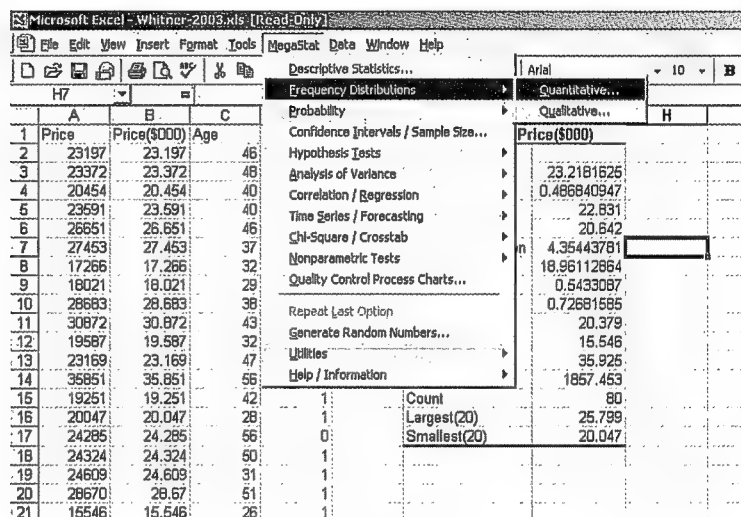 Microsoft Excel - Whitner-2003.xls [Read-Only]
File Edit View Insert Format Tools MegaStat Data Window Help
Descriptive Statistics...
Frequency Distributions
Quantitative...
Qualitative...
Probability
Confidence Intervals / Sample Size...
Hypothesis Tests
Analysis of Variance
Correlation / Regression
Time Series / Forecasting
Chi-Square / Crosstab
Nonparametric Tests
Quality Control Process Charts...
Repeat Last Option
Generate Random Numbers...
Utilities
Help / Information
Arial 10 B
H7 =
A B C H
1 Price Price($000) Age Price($000)
2 23197 23.197 46
3 23372 23.372 48 23.2181625
4 20454 20.454 40 0.486840947
5 23591 23.591 40 22.831
6 26651 26.651 46 20.642
7 27453 27.453 37 n 4.35443781
8 17266 17.266 32 18.96112864
9 18021 18.021 29 0.5433087
10 28683 28.683 38 0.72681585
11 30872 30.872 43 20.379
12 19587 19.587 32 15.546
13 23169 23.169 47 35.925
14 35851 35.851 56 1857.453
15 19251 19.251 42 1 Count 80
16 20047 20.047 28 1 Largest(20) 25.799
17 24285 24.285 56 0 Smallest(20) 20.047
18 24324 24.324 50 1
19 24609 24.609 31 1
20 28670 28.67 51 1
21 15546 15.546 26 1